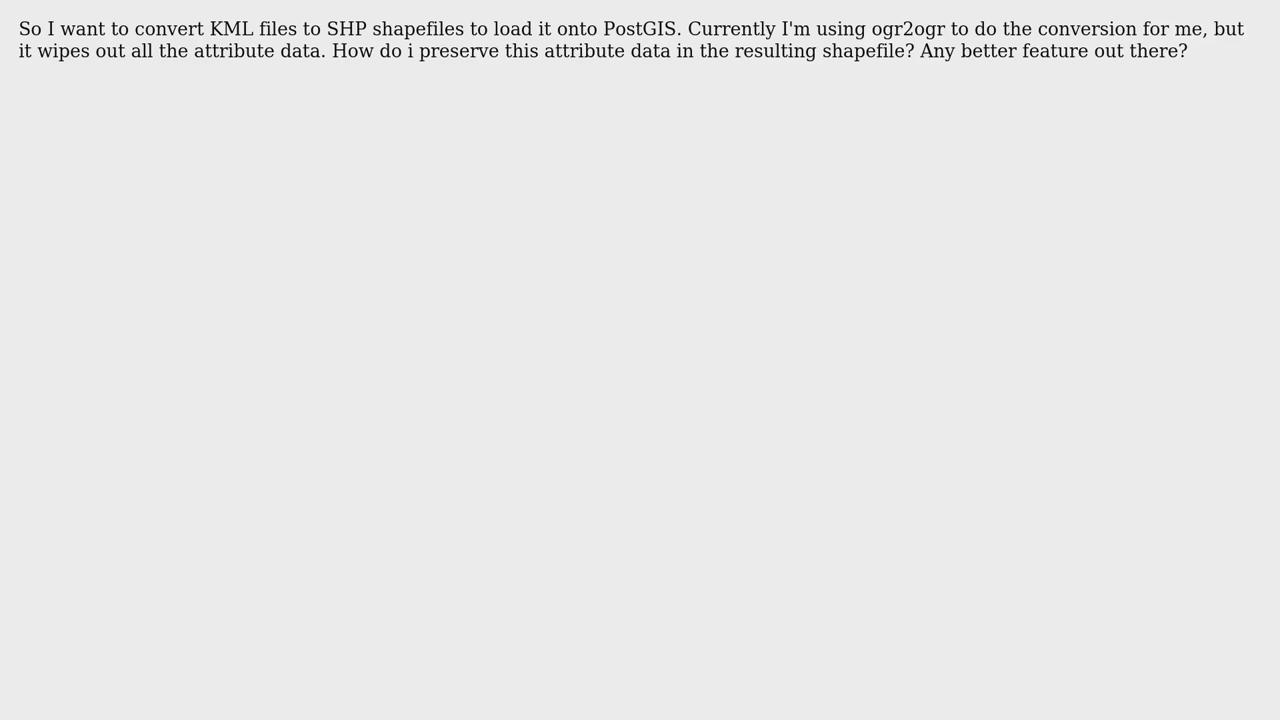 So I want to convert KML files to SHP shapefiles to load it onto PostGIS. Currently I'm using ogr2ogr to do the conversion for me, but
it wipes out all the attribute data. How do i preserve this attribute data in the resulting shapefile? Any better feature out there?